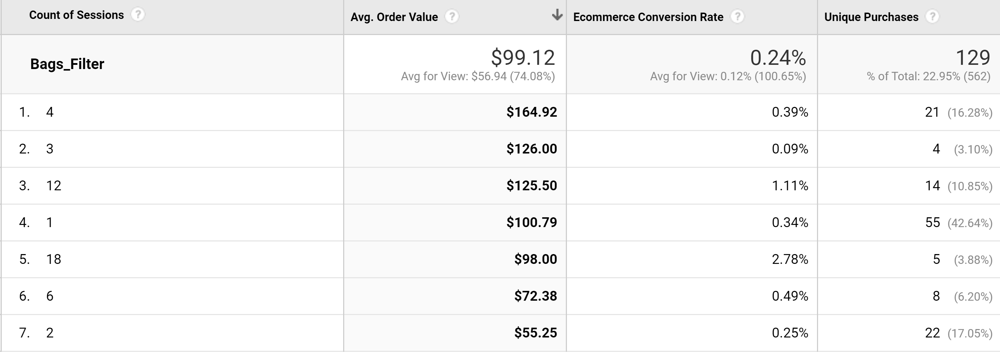 Count of Sessions ? Avg. Order Value ? Ecommerce Conversion Rate ? Unique Purchases ?
Bags_Filter $99.12 0.24% 129
Avg for View: $56.94 (74.08%) Avg for View: 0.12% (100.65%) % of Total: 22.95% (562)
1. 4 $164.92 0.39% 21 (16.28%)
2. 3 $126.00 0.09% 4 (3.10%)
3. 12 $125.50 1.11% 14 (10.85%)
4. 1 $100.79 0.34% 55 (42.64%)
5. 18 $98.00 2.78% 5 (3.88%)
6. 6 $72.38 0.49% 8 (6.20%)
7. 2 $55.25 0.25% 22 (17.05%)